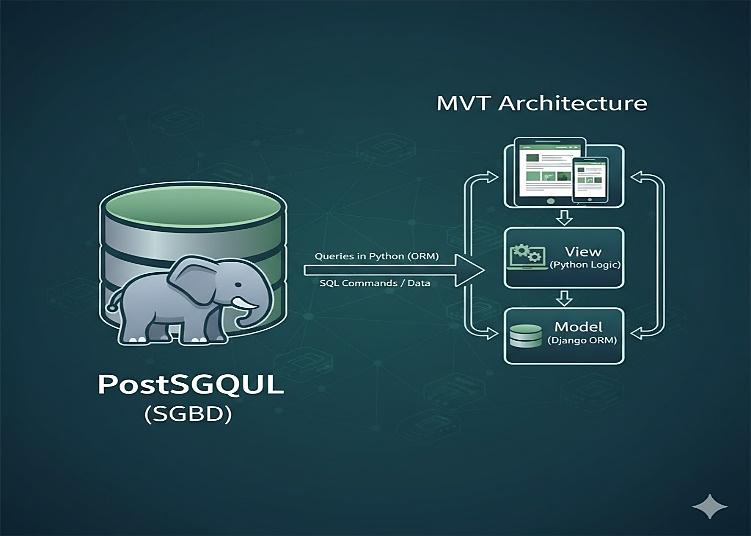 MVT Architecture
Queries in Python (ORM)
SQL Commands / Data
View
(Python Logic)
Model
(Django ORM)
PostSGQUL
(SGBD)